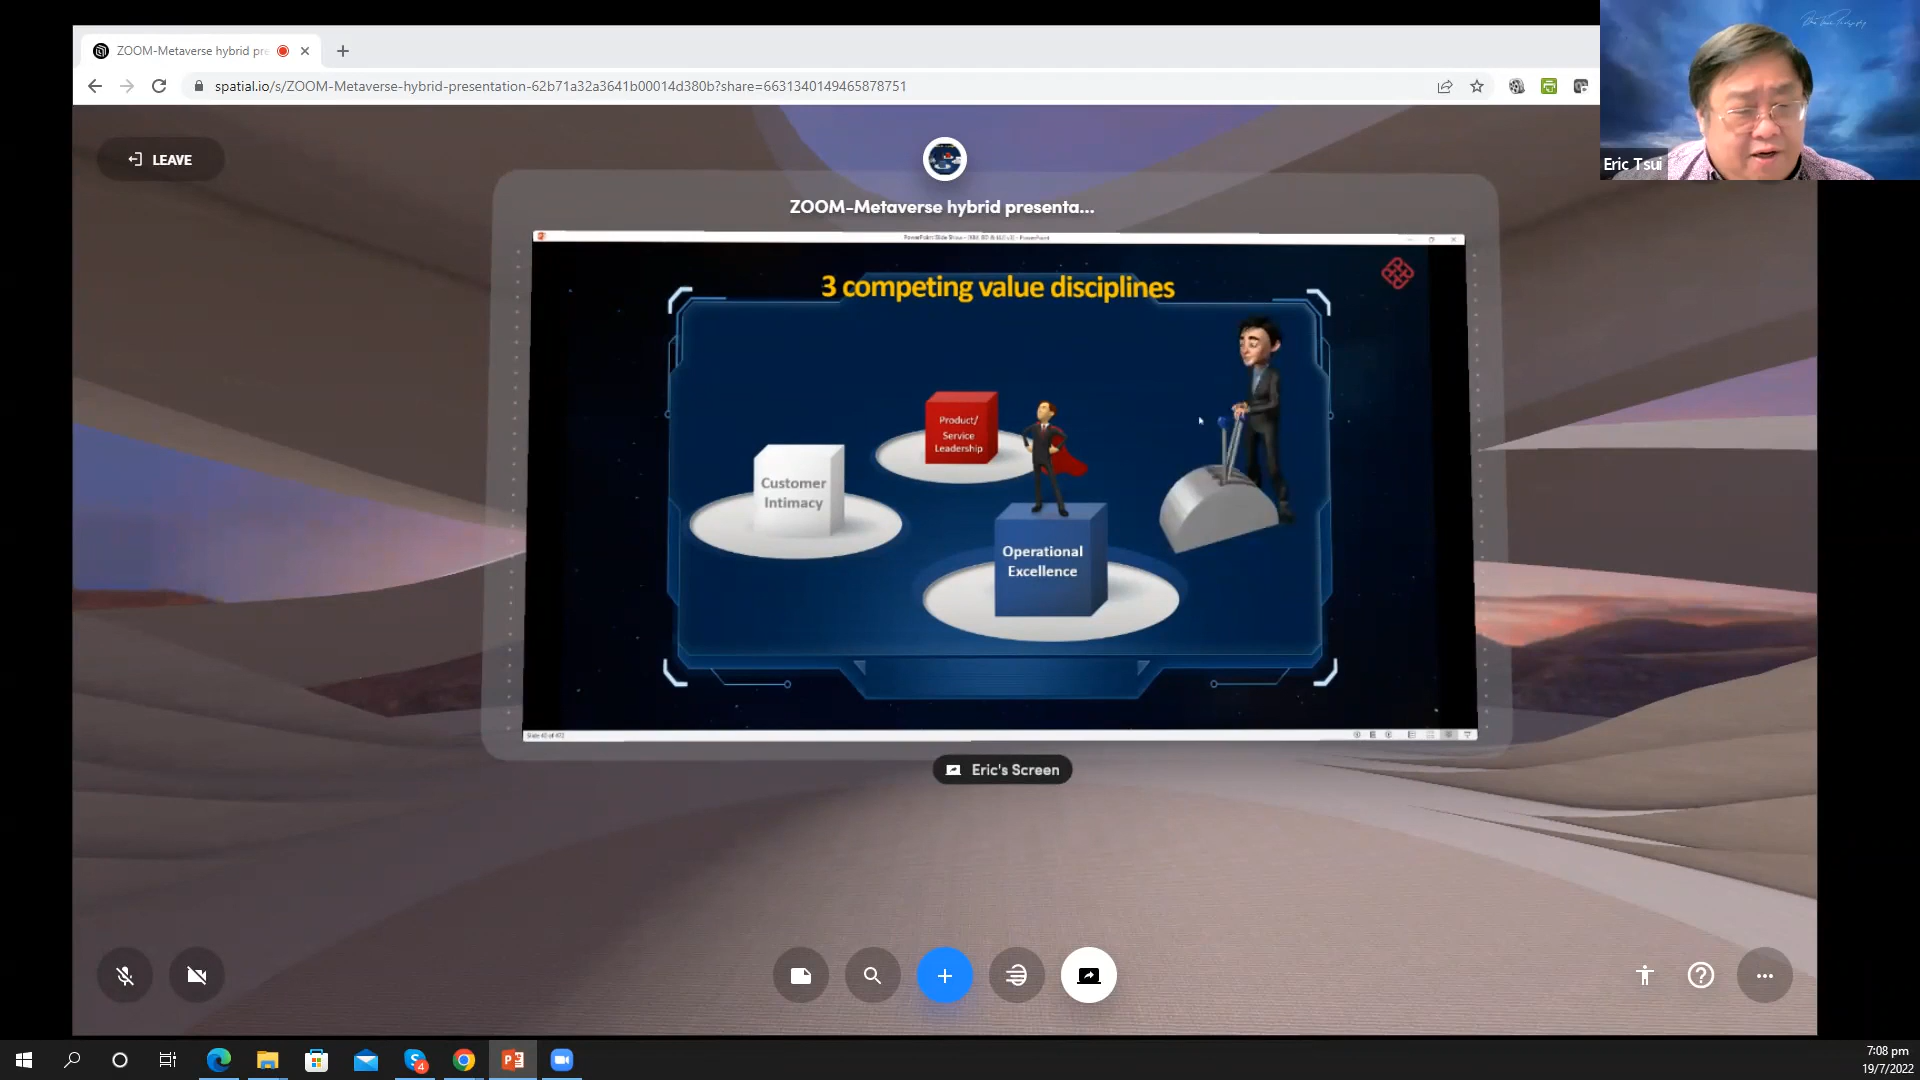 ZOOM-Metaverse hybrid pre
spatial.io/s/ZOOM-Metaverse-hybrid-presentation-62b71a32a3641b00014d380b?share=6631340149465878751
Eric Tsui
LEAVE
ZOOM-Metaverse hybrid presenta...
3 competing value disciplines
Product/
Service
Leadership
Customer
Intimacy
Operational
Excellence
Eric's Screen
4
7:08 pm
19/7/2022